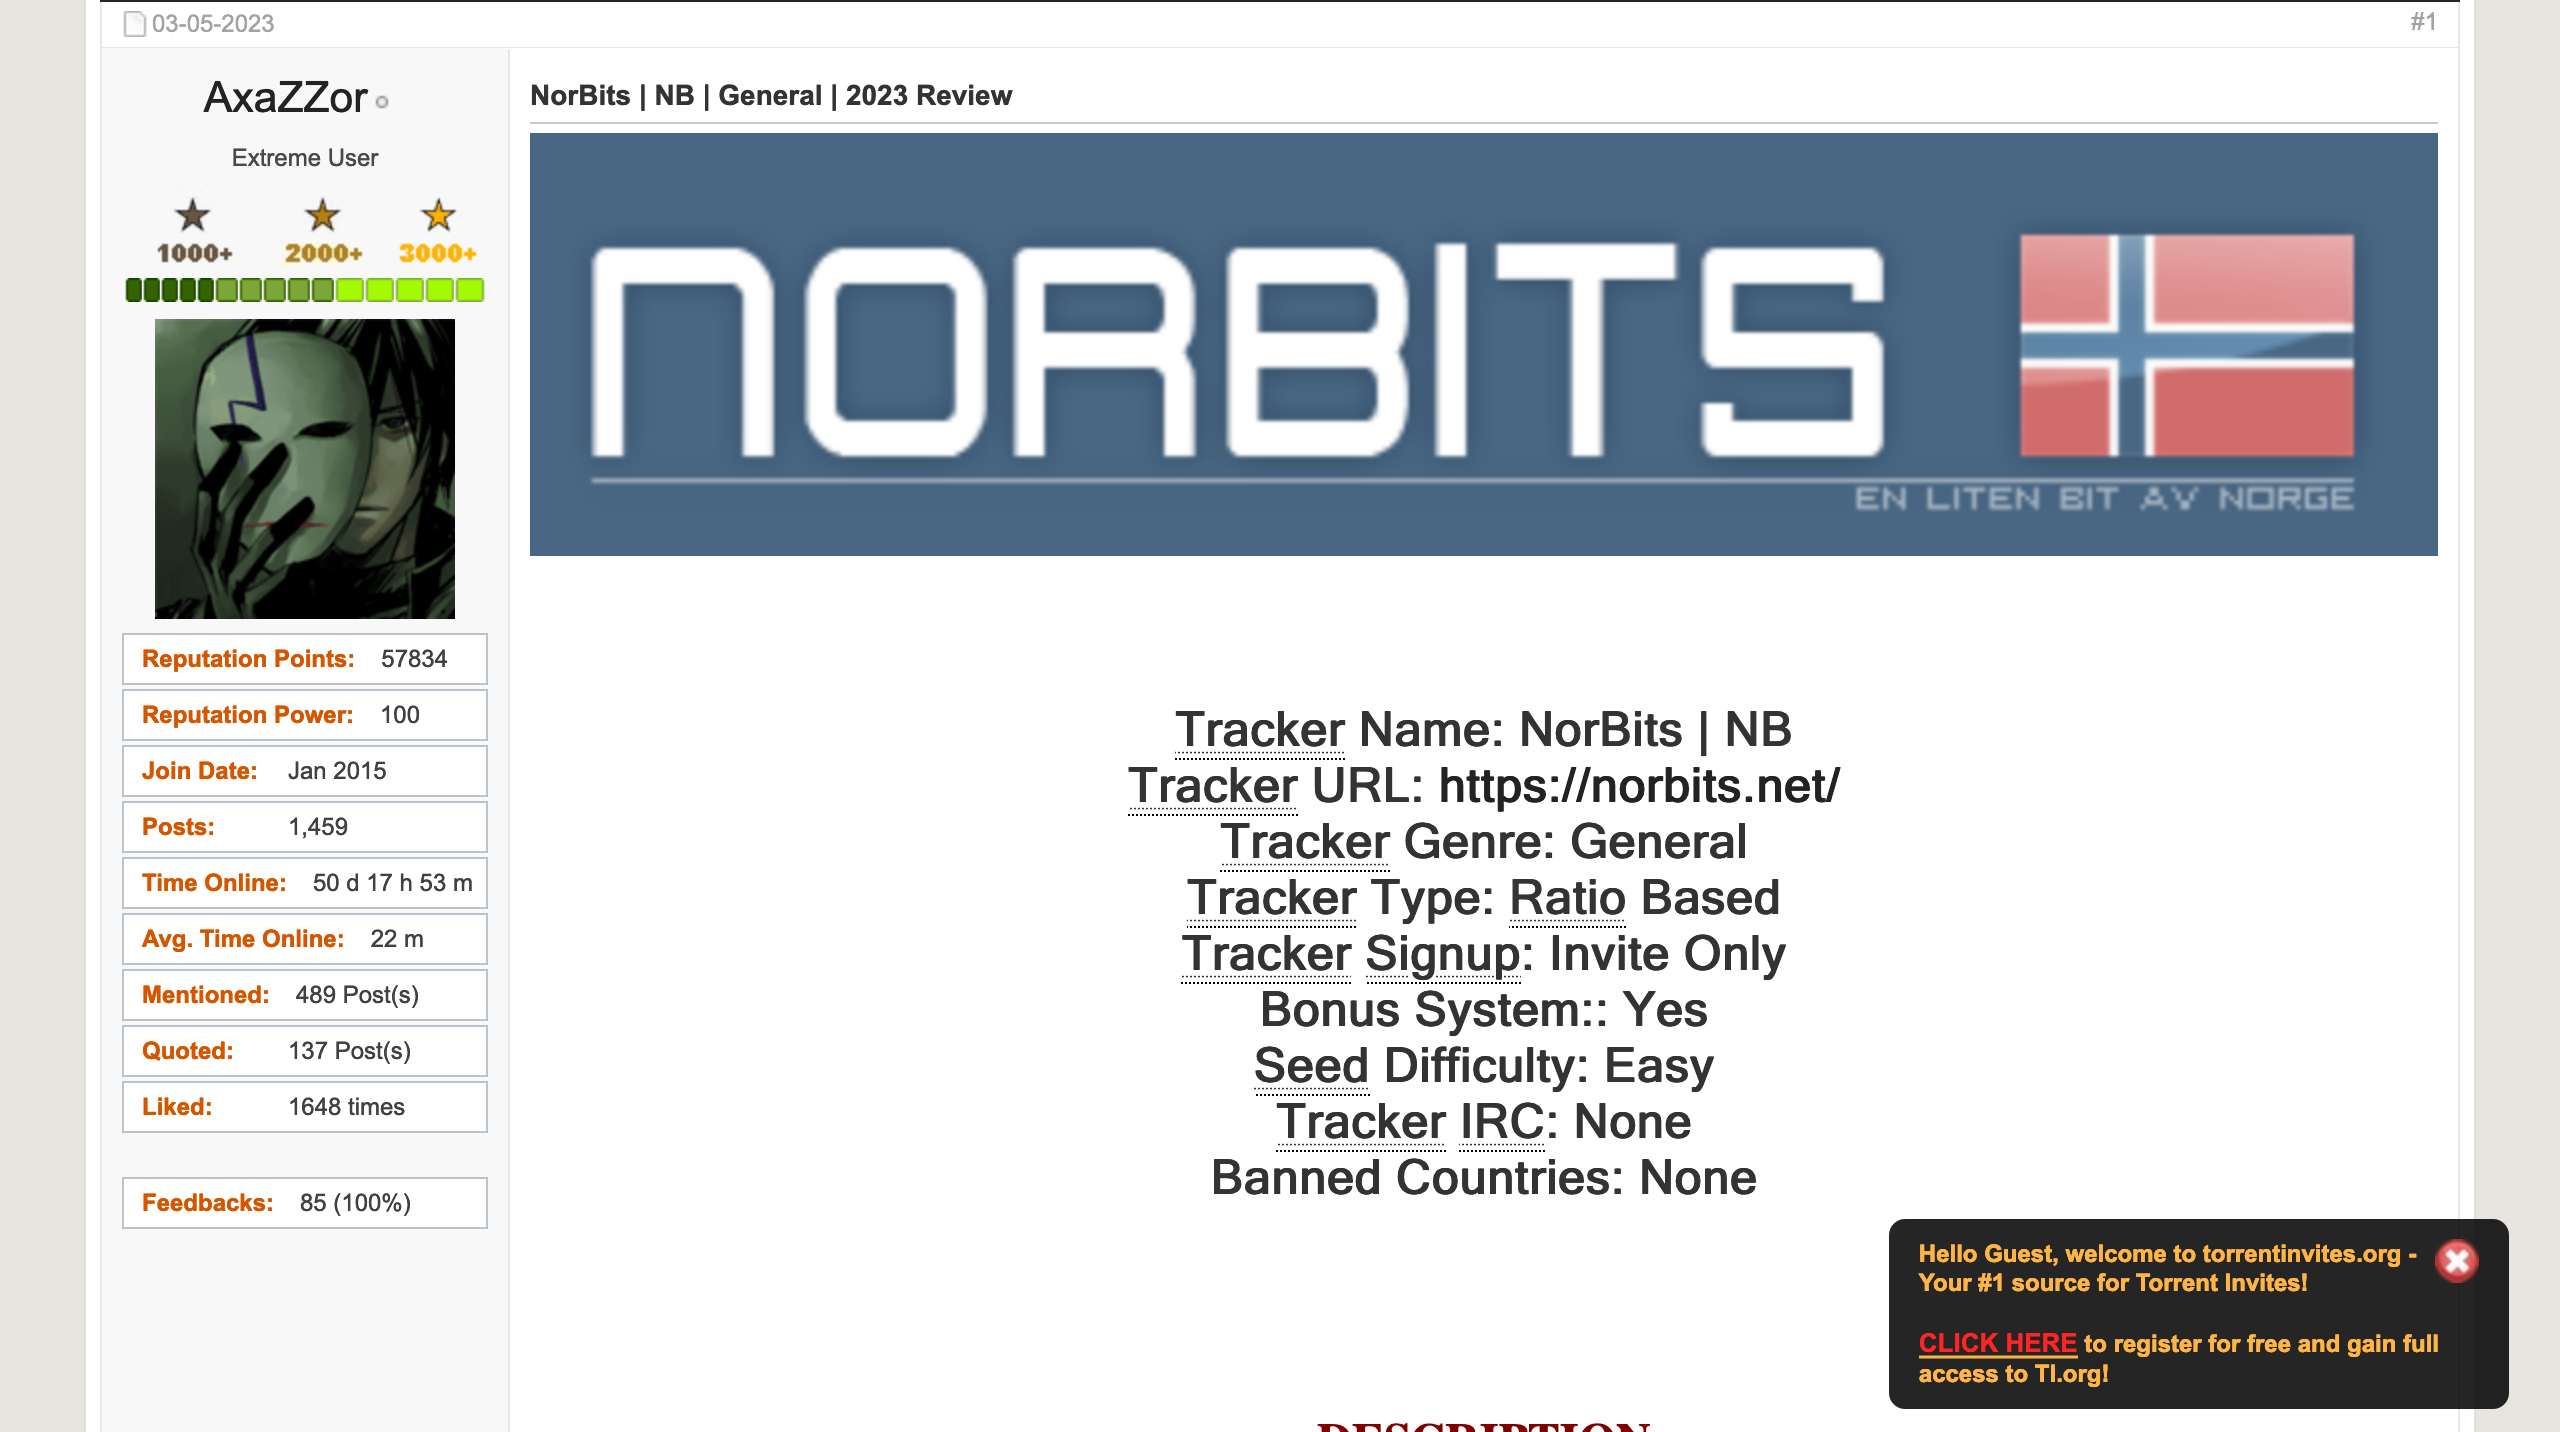 03-05-2023
#1
AxaZZor
Extreme User
1000+ 2000+ 3000+
Reputation Points: 57834
Reputation Power: 100
Join Date: Jan 2015
Posts: 1,459
Time Online: 50 d 17 h 53 m
Avg. Time Online: 22 m
Mentioned: 489 Post(s)
Quoted: 137 Post(s)
Liked: 1648 times
Feedbacks: 85 (100%)
NorBits | NB | General | 2023 Review
NORBITS
EN LITEN BIT AV NORGE
Tracker Name: NorBits | NB
Tracker URL: https://norbits.net/
Tracker Genre: General
Tracker Type: Ratio Based
Tracker Signup: Invite Only
Bonus System:: Yes
Seed Difficulty: Easy
Tracker IRC: None
Banned Countries: None
DESCRIPTION
Hello Guest, welcome to torrentinvites.org -
Your #1 source for Torrent Invites!
CLICK HERE to register for free and gain full
access to TI.org!